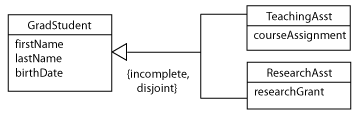 GradStudent
firstName
lastName
birthDate
{incomplete,
disjoint}
TeachingAsst
courseAssignment
ResearchAsst
researchGrant